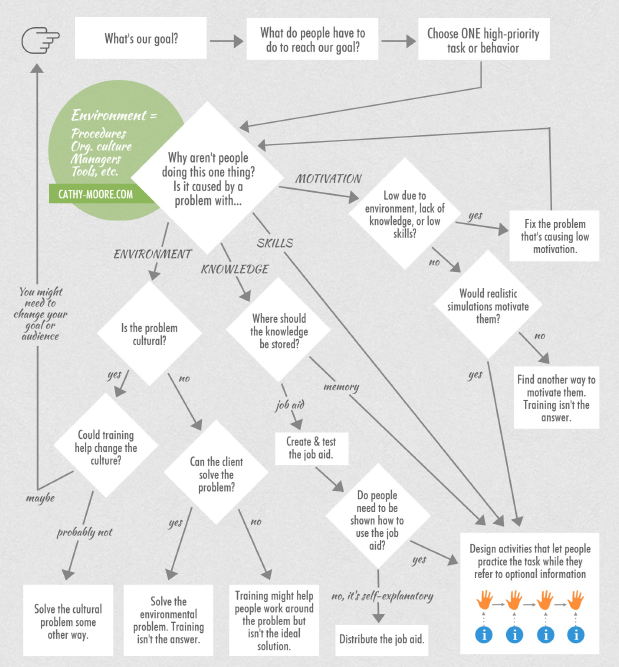 What's our goal?
What do people have to
do to reach our goal?
Choose ONE high-priority
task or behavior
Environment =
Procedures
Org. culture
Managers
Tools, etc.
CATHY-MOORE.COM
Why aren't people
doing this one thing?
Is it caused by a
problem with...
MOTIVATION
Low due to
environment, lack of
knowledge, or low
skills?
yes
Fix the problem
that's causing low
motivation.
no
Would realistic
simulations motivate
them?
no
Find another way to
motivate them.
Training isn't the
answer.
yes
SKILLS
KNOWLEDGE
ENVIRONMENT
You might
need to
change your
goal or
audience
Is the problem
cultural?
yes
no
Where should
the knowledge
be stored?
memory
job aid
Create & test
the job aid.
Could training
help change the
culture?
maybe
probably not
Can the client
solve the
problem?
yes
no
Do people
need to be
shown how to
use the job
aid?
yes
no, it's self-explanatory
Design activities that let people
practice the task while they
refer to optional information
i i i i
Solve the cultural
problem some
other way.
Solve the
environmental
problem. Training
isn't the answer.
Training might help
people work around
the problem but
isn't the ideal
solution.
Distribute the job aid.